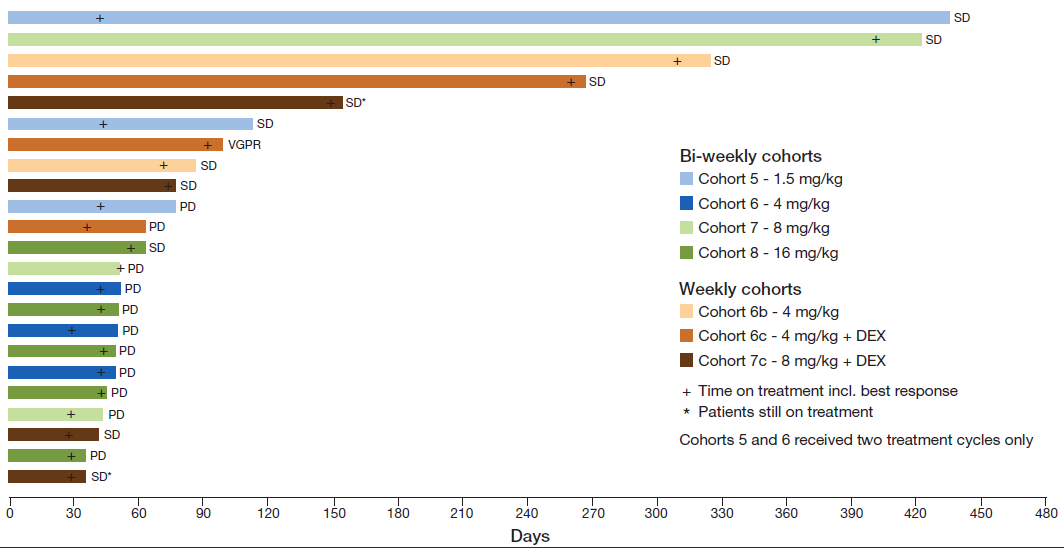 SD
SD
SD
SD
SD*
SD
VGPR
SD
SD
PD
PD
SD
PD
PD
PD
PD
PD
PD
PD
PD
SD
PD
SD*
Bi-weekly cohorts
Cohort 5 - 1.5 mg/kg
Cohort 6 - 4 mg/kg
Cohort 7 - 8 mg/kg
Cohort 8 - 16 mg/kg
Weekly cohorts
Cohort 6b - 4 mg/kg
Cohort 6c - 4 mg/kg + DEX
Cohort 7c - 8 mg/kg + DEX
+ Time on treatment incl. best response
* Patients still on treatment
Cohorts 5 and 6 received two treatment cycles only
0 30 60 90 120 150 180 210 240 270 300 330 360 390 420 450 480
Days